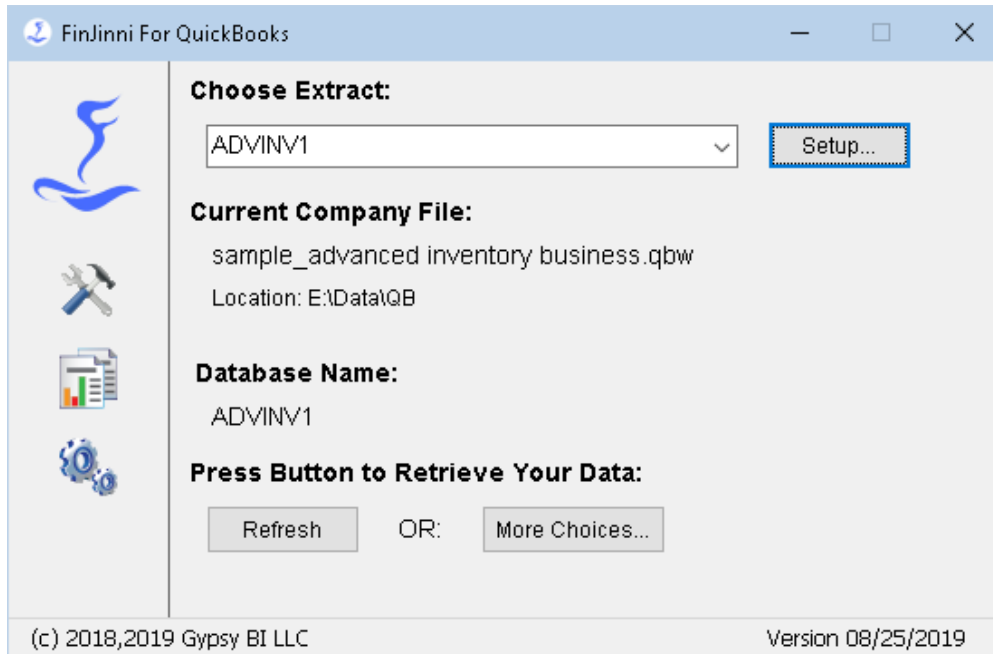 FinJinni For QuickBooks
Choose Extract:
ADVINV1
Setup...
Current Company File:
sample_advanced inventory business.qbw
Location: E:\Data\QB
Database Name:
ADVINV1
Press Button to Retrieve Your Data:
Refresh OR: More Choices...
(c) 2018,2019 Gypsy BI LLC Version 08/25/2019